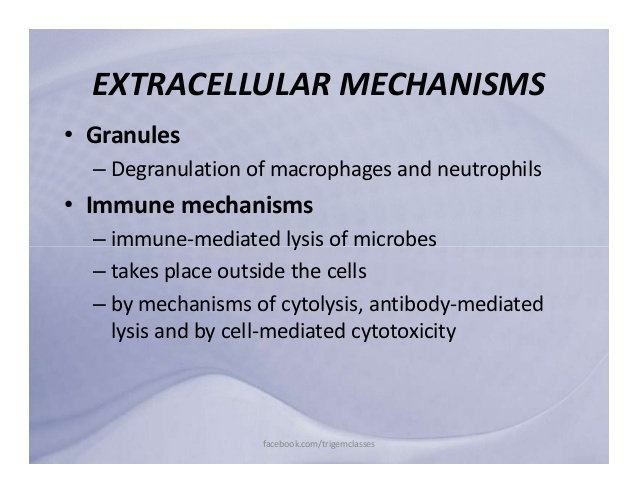 EXTRACELLULAR MECHANISMS
• Granules
– Degranulation of macrophages and neutrophils
• Immune mechanisms
– immune-mediated lysis of microbes
– takes place outside the cells
– by mechanisms of cytolysis, antibody-mediated
lysis and by cell-mediated cytotoxicity
facebook.com/trigemclasses